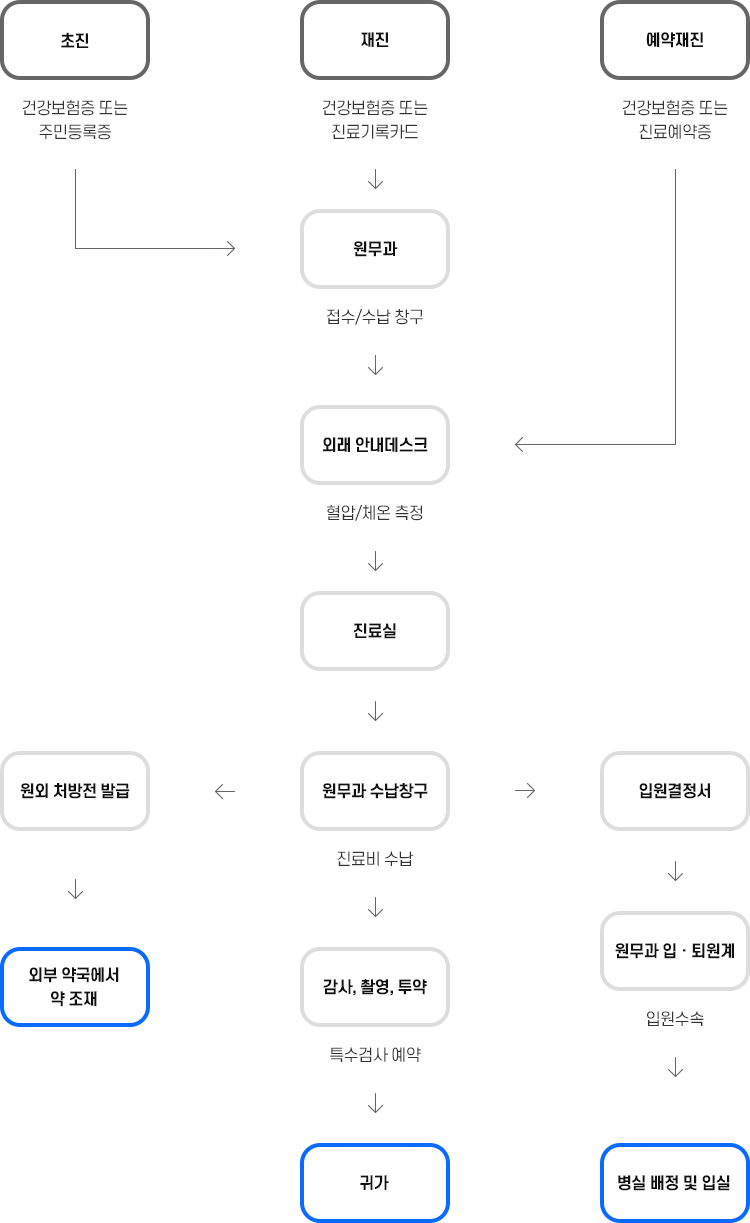 초진
재진
예약재진
건강보험증 또는
주민등록증
건강보험증 또는
진료기록카드
건강보험증 또는
진료예약증
원무과
접수/수납 창구
외래 안내데스크
혈압/체온 측정
진료실
원외 처방전 발급
원무과 수납창구
입원결정서
진료비 수납
원무과 입 · 퇴원계
외부 약국에서
약 조재
감사, 촬영, 투약
입원수속
특수검사 예약
귀가
병실 배정 및 입실